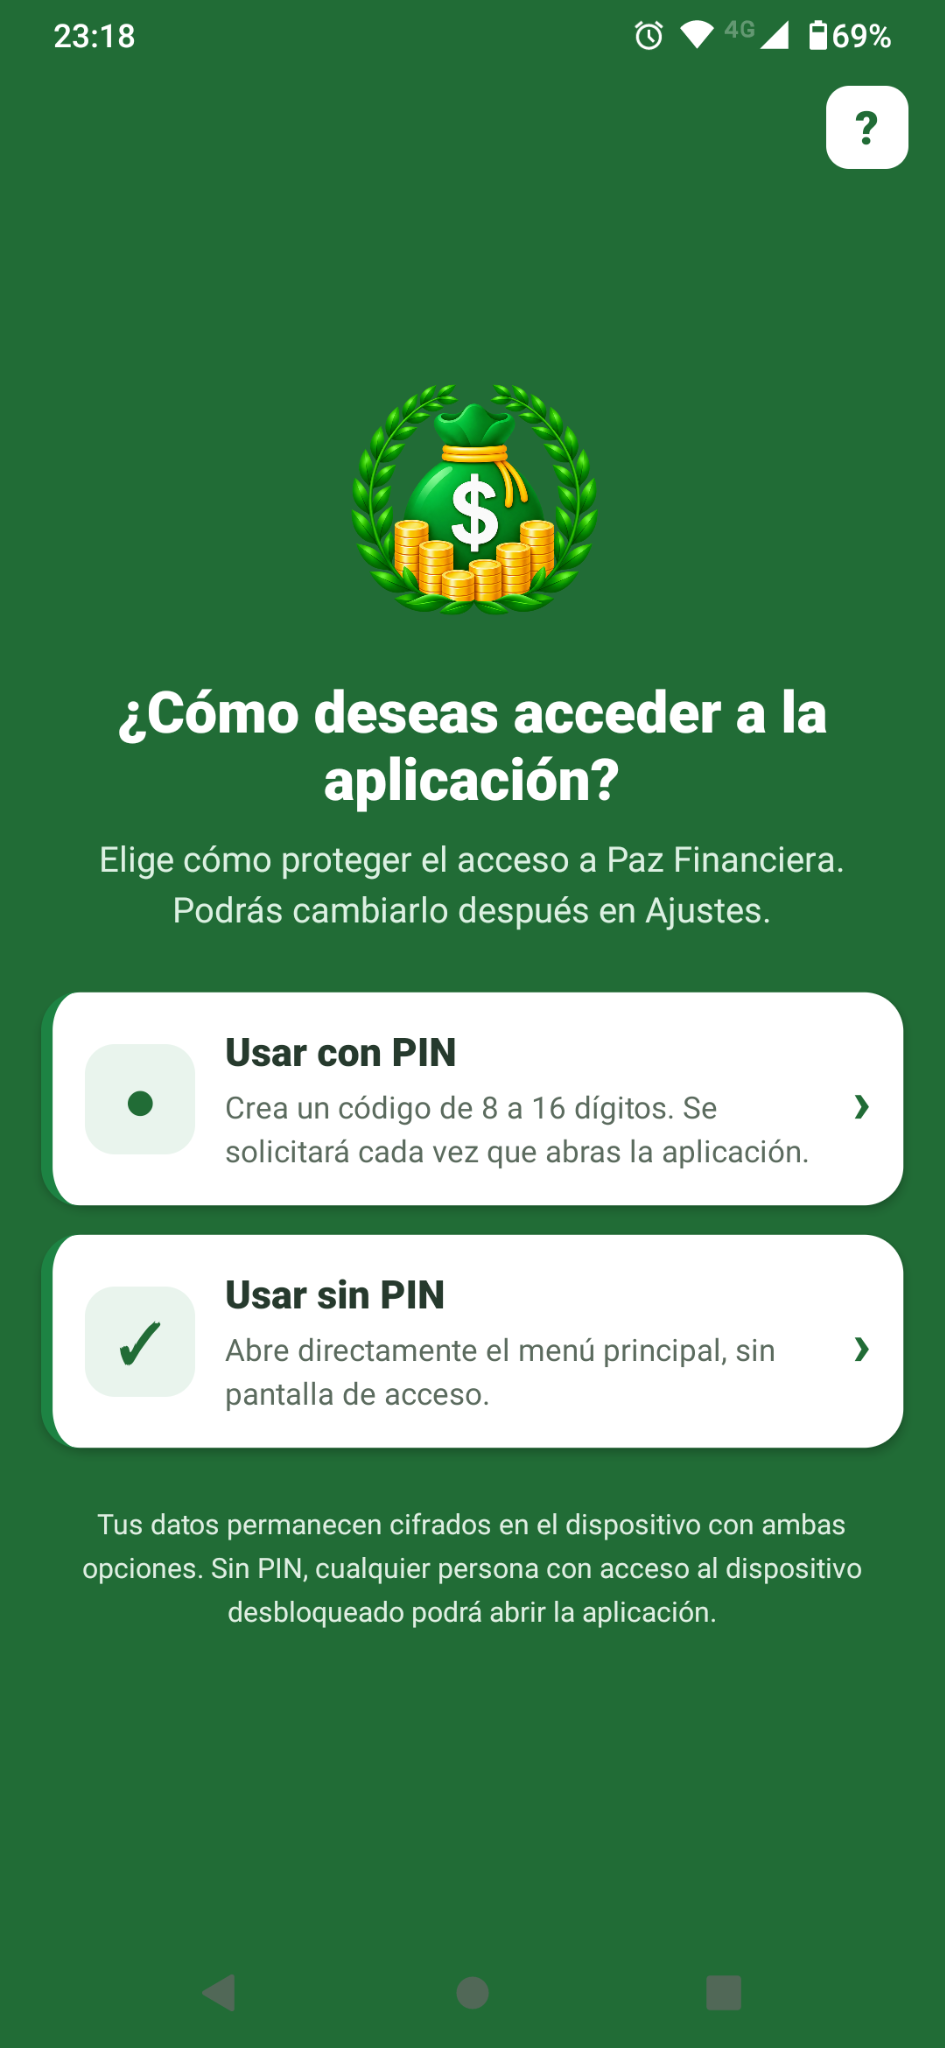 23:18
4G
69%
?
$
¿Cómo deseas acceder a la
aplicación?
Elige cómo proteger el acceso a Paz Financiera.
Podrás cambiarlo después en Ajustes.
Usar con PIN
Crea un código de 8 a 16 dígitos. Se
solicitará cada vez que abras la aplicación.
Usar sin PIN
Abre directamente el menú principal, sin
pantalla de acceso.
Tus datos permanecen cifrados en el dispositivo con ambas
opciones. Sin PIN, cualquier persona con acceso al dispositivo
desbloqueado podrá abrir la aplicación.